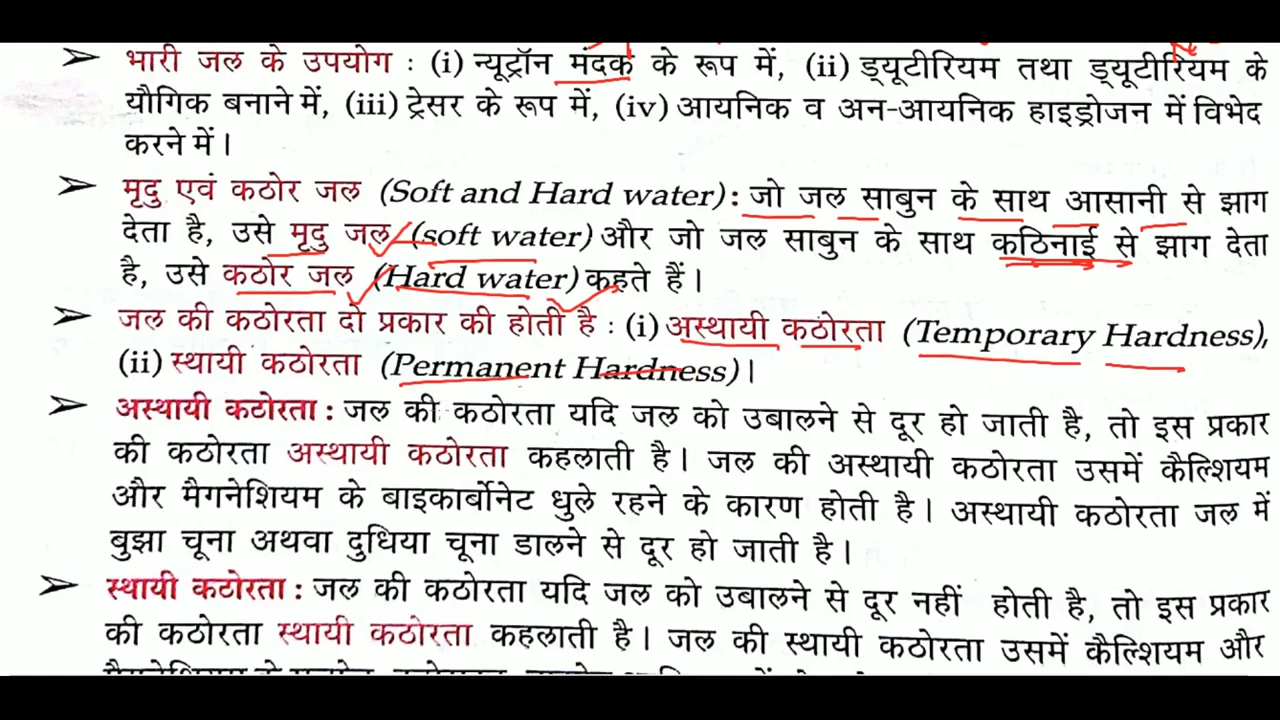 ➤ भारी जल के उपयोग : (i) न्यूट्रॉन मंदक के रूप में, (ii) ड्यूटीरियम तथा ड्यूटीरियम के
यौगिक बनाने में, (iii) ट्रेसर के रूप में, (iv) आयनिक व अन-आयनिक हाइड्रोजन में विभेद
करने में।
➤ मृदु एवं कठोर जल (Soft and Hard water) : जो जल साबुन के साथ आसानी से झाग
देता है, उसे मृदु जल (soft water) और जो जल साबुन के साथ कठिनाई से झाग देता
है, उसे कठोर जल (Hard water) कहते हैं।
➤ जल की कठोरता दो प्रकार की होती है : (i) अस्थायी कठोरता (Temporary Hardness),
(ii) स्थायी कठोरता (Permanent Hardness)।
➤ अस्थायी कठोरता : जल की कठोरता यदि जल को उबालने से दूर हो जाती है, तो इस प्रकार
की कठोरता अस्थायी कठोरता कहलाती है। जल की अस्थायी कठोरता उसमें कैल्शियम
और मैगनेशियम के बाइकार्बोनेट धुले रहने के कारण होती है। अस्थायी कठोरता जल में
बुझा चूना अथवा दुधिया चूना डालने से दूर हो जाती है।
➤ स्थायी कठोरता : जल की कठोरता यदि जल को उबालने से दूर नहीं होती है, तो इस प्रकार
की कठोरता स्थायी कठोरता कहलाती है। जल की स्थायी कठोरता उसमें कैल्शियम और